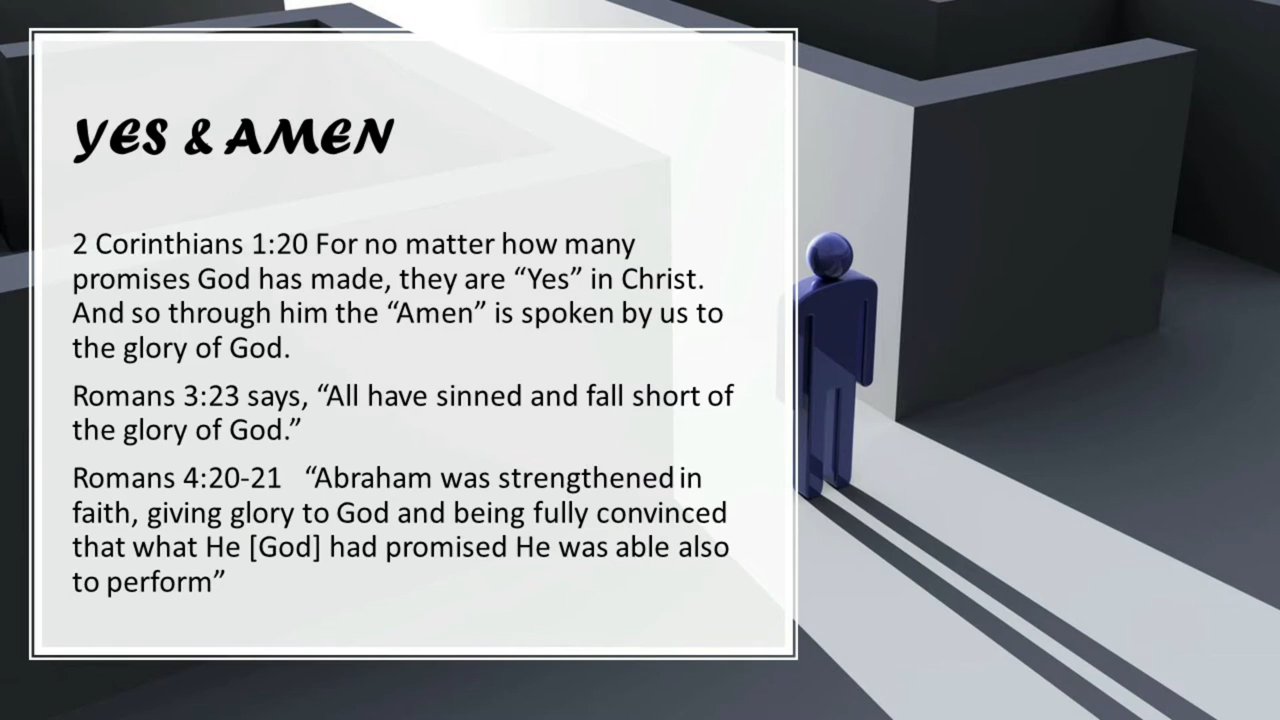 YES & AMEN
2 Corinthians 1:20 For no matter how many
promises God has made, they are “Yes” in Christ.
And so through him the “Amen” is spoken by us to
the glory of God.
Romans 3:23 says, “All have sinned and fall short of
the glory of God.”
Romans 4:20-21 “Abraham was strengthened in
faith, giving glory to God and being fully convinced
that what He [God] had promised He was able also
to perform”